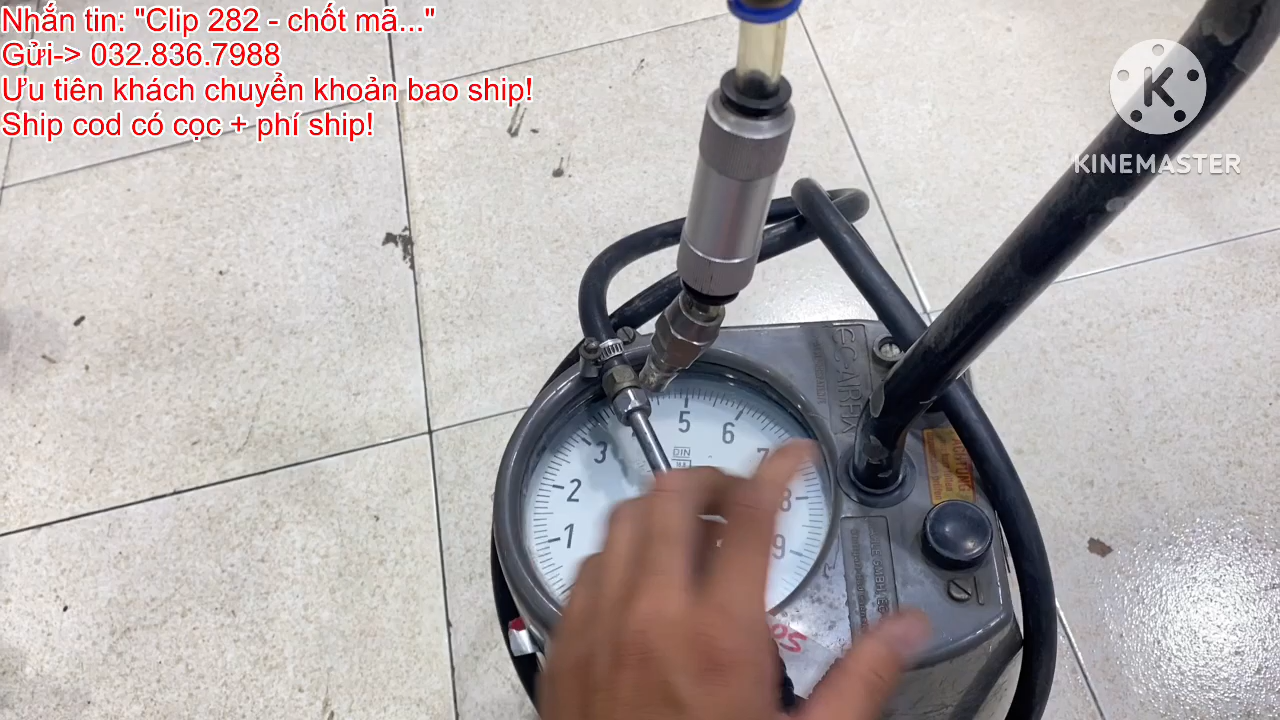 Nhắn tin: "Clip 282 - chốt mã..."
Gửi-> 032.836.7988
Ưu tiên khách chuyển khoản bao ship!
Ship cod có cọc + phí ship!
K
KINEMASTER
5
6
3
2
1
7
8
9
DIN
ACHTUNG